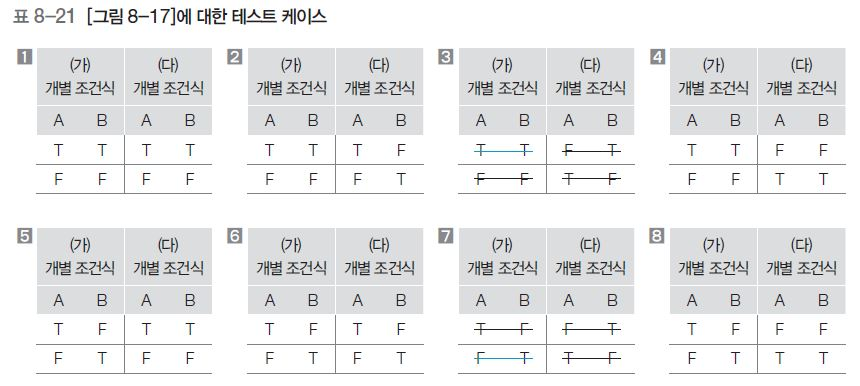 표 8-21 [그림 8-17]에 대한 테스트 케이스
1 (가) (다) 2 (가) (다) 3 (가) (다) 4 (가) (다)
개별 조건식 개별 조건식 개별 조건식 개별 조건식 개별 조건식 개별 조건식 개별 조건식 개별 조건식
A B A B A B A B A B A B A B A B
T T T T T T T F T T F T T T F F
F F F F F F F T F F T F F F T T
5 (가) (다) 6 (가) (다) 7 (가) (다) 8 (가) (다)
개별 조건식 개별 조건식 개별 조건식 개별 조건식 개별 조건식 개별 조건식 개별 조건식 개별 조건식
A B A B A B A B A B A B A B A B
T F T T T F T F T F F T T F F F
F T F F F T F T F T T F F T T T